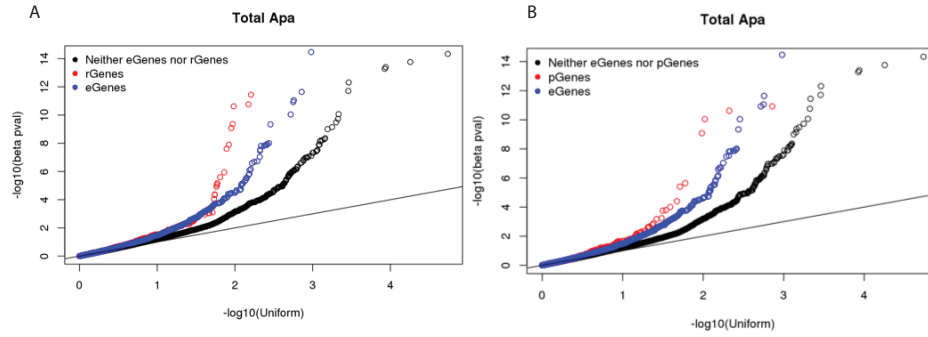 A
Total Apa
Neither eGenes nor rGenes
rGenes
eGenes
14
12
10
8
6
4
2
0
-log10(beta pval)
0 1 2 3 4
-log10(Uniform)
B
Total Apa
Neither eGenes nor pGenes
pGenes
eGenes
14
12
10
8
6
4
2
0
-log10(beta pval)
0 1 2 3 4
-log10(Uniform)